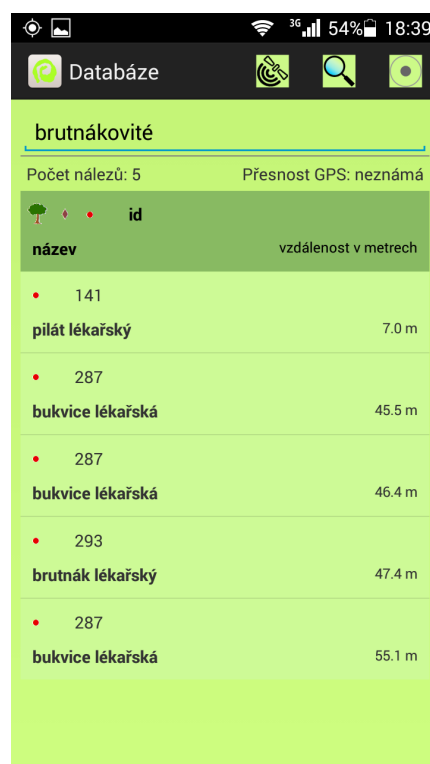 3G 54% 18:39
Databáze
brutnákovité
Počet nálezů: 5 Přesnost GPS: neznámá
id
název vzdálenost v metrech
141
pilát lékařský 7.0 m
287
bukvice lékařská 45.5 m
287
bukvice lékařská 46.4 m
293
brutnák lékařský 47.4 m
287
bukvice lékařská 55.1 m